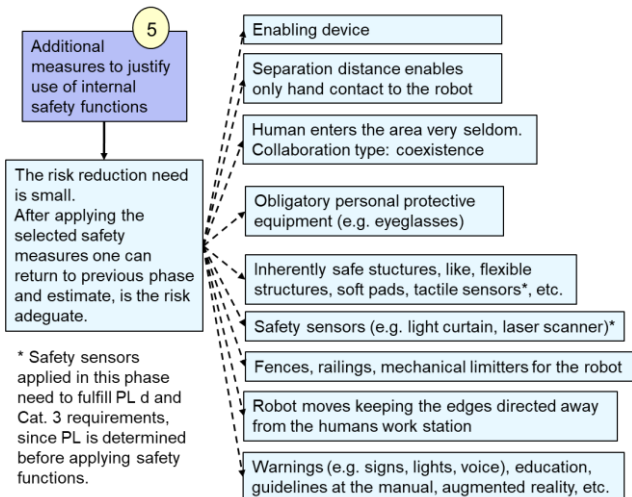 5
Additional
measures to justify
use of internal
safety functions
The risk reduction need
is small.
After applying the
selected safety
measures one can
return to previous phase
and estimate, is the risk
adeguate.
* Safety sensors
applied in this phase
need to fulfill PL d and
Cat. 3 requirements,
since PL is determined
before applying safety
functions.
Enabling device
Separation distance enables
only hand contact to the robot
Human enters the area very seldom.
Collaboration type: coexistence
Obligatory personal protective
equipment (e.g. eyeglasses)
Inherently safe stuctures, like, flexible
structures, soft pads, tactile sensors*, etc.
Safety sensors (e.g. light curtain, laser scanner)*
Fences, railings, mechanical limitters for the robot
Robot moves keeping the edges directed away
from the humans work station
Warnings (e.g. signs, lights, voice), education,
guidelines at the manual, augmented reality, etc.